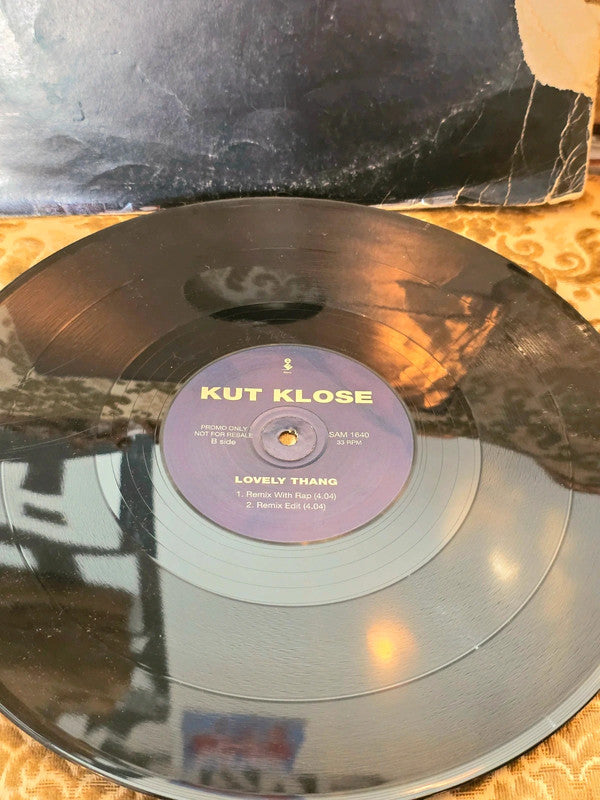 KUT KLOSE
PROMO ONLY
NOT FOR RESALE
B side
SAM 1640
33 RPM
LOVELY THANG
1. Remix With Rap (4.04)
2. Remix Edit (4.04)